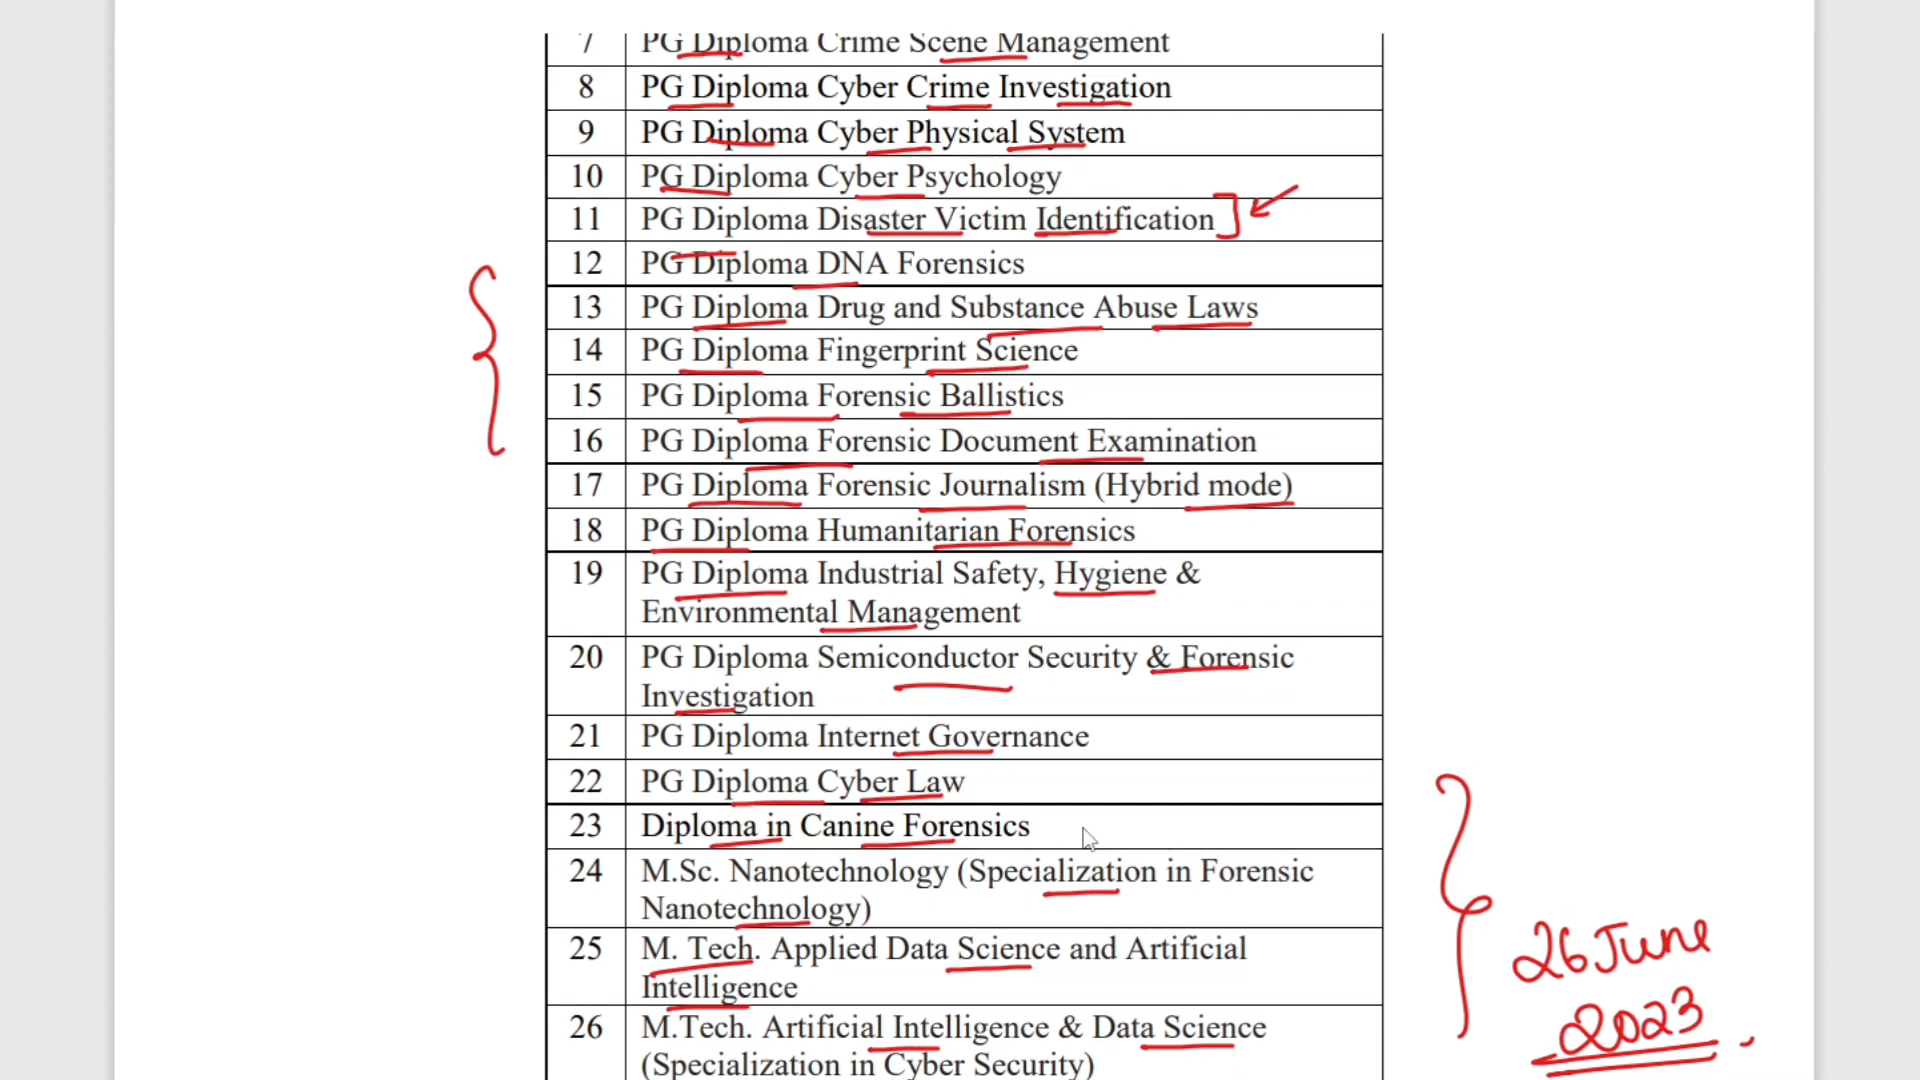 7 PG Diploma Crime Scene Management
8 PG Diploma Cyber Crime Investigation
9 PG Diploma Cyber Physical System
10 PG Diploma Cyber Psychology
11 PG Diploma Disaster Victim Identification
12 PG Diploma DNA Forensics
13 PG Diploma Drug and Substance Abuse Laws
14 PG Diploma Fingerprint Science
15 PG Diploma Forensic Ballistics
16 PG Diploma Forensic Document Examination
17 PG Diploma Forensic Journalism (Hybrid mode)
18 PG Diploma Humanitarian Forensics
19 PG Diploma Industrial Safety, Hygiene &
Environmental Management
20 PG Diploma Semiconductor Security & Forensic
Investigation
21 PG Diploma Internet Governance
22 PG Diploma Cyber Law
23 Diploma in Canine Forensics
24 M.Sc. Nanotechnology (Specialization in Forensic
Nanotechnology)
25 M. Tech. Applied Data Science and Artificial
Intelligence
26 M.Tech. Artificial Intelligence & Data Science
(Specialization in Cyber Security)
26 June
2023